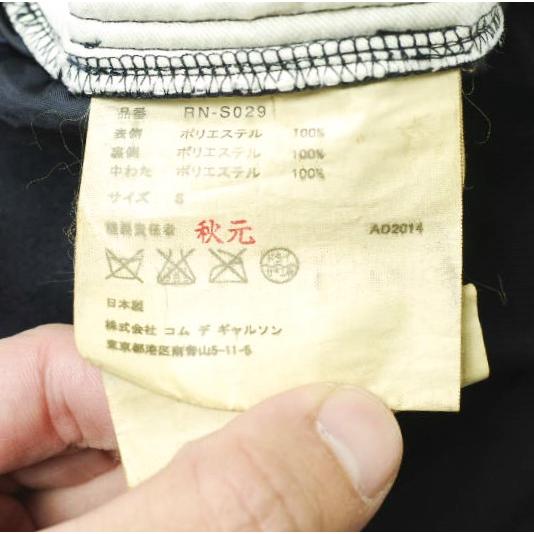 品番 RN-S029
表側 ポリエステル 100%
裏側 ポリエステル 100%
中わた ポリエステル 100%
サイズ S
縫製責任者 秋元 AD2014
日本製
株式会社 コム デ ギャルソン
東京都港区南青山5-11-5